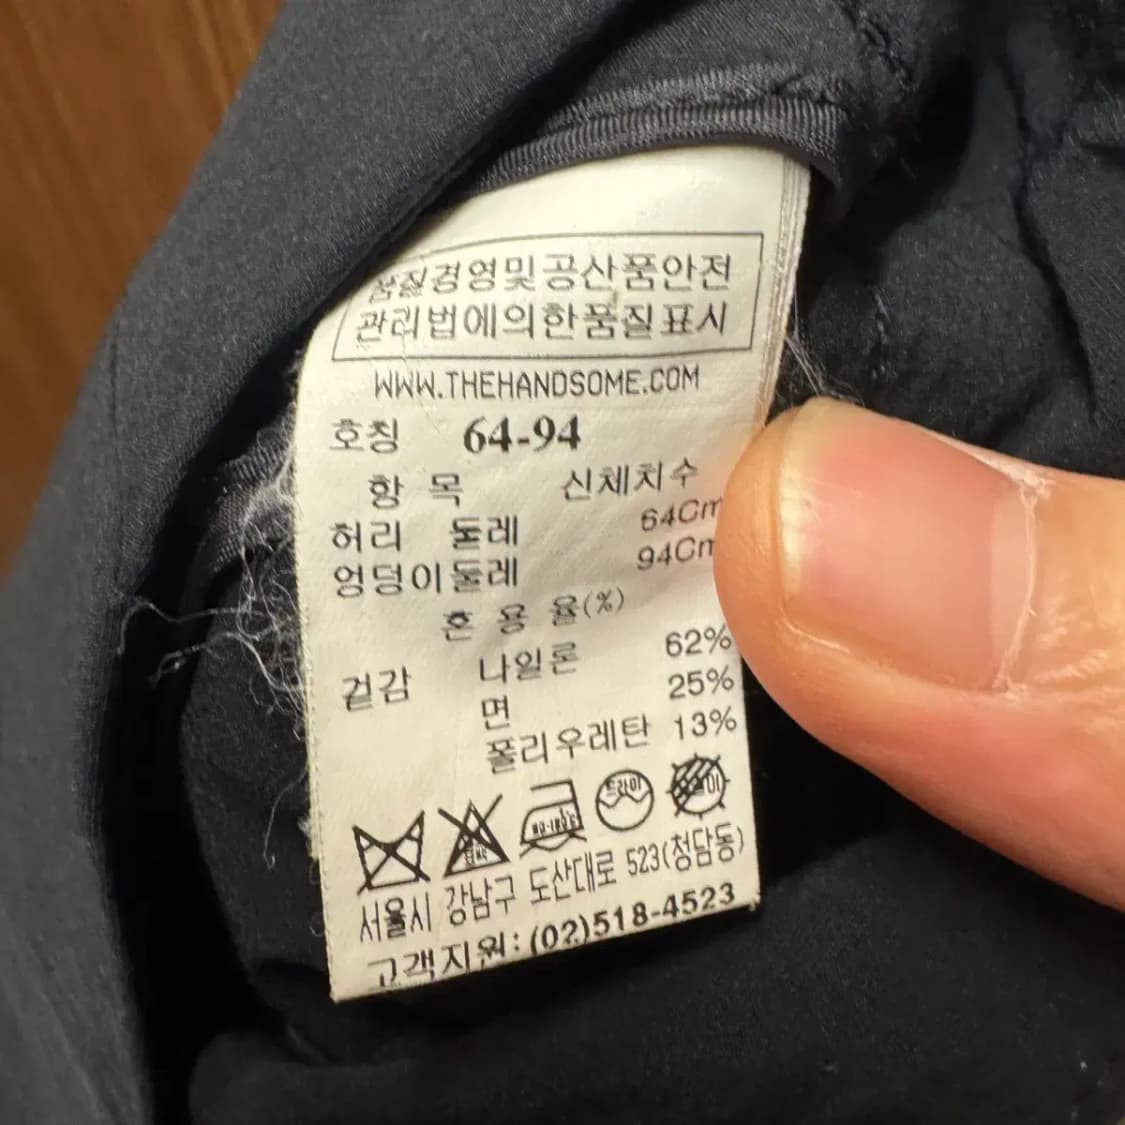 품질경영및공산품안전
관리법에의한품질표시
WWW.THEHANDSOME.COM
호칭 64-94
항 목 신체치수
허리 둘레 64Cm
엉덩이둘레 94Cm
혼 용 율(%)
겉감 나일론 62%
면 25%
폴리우레탄 13%
드라이
서울시 강남구 도산대로 523(청담동)
고객지원:(02)518-4523